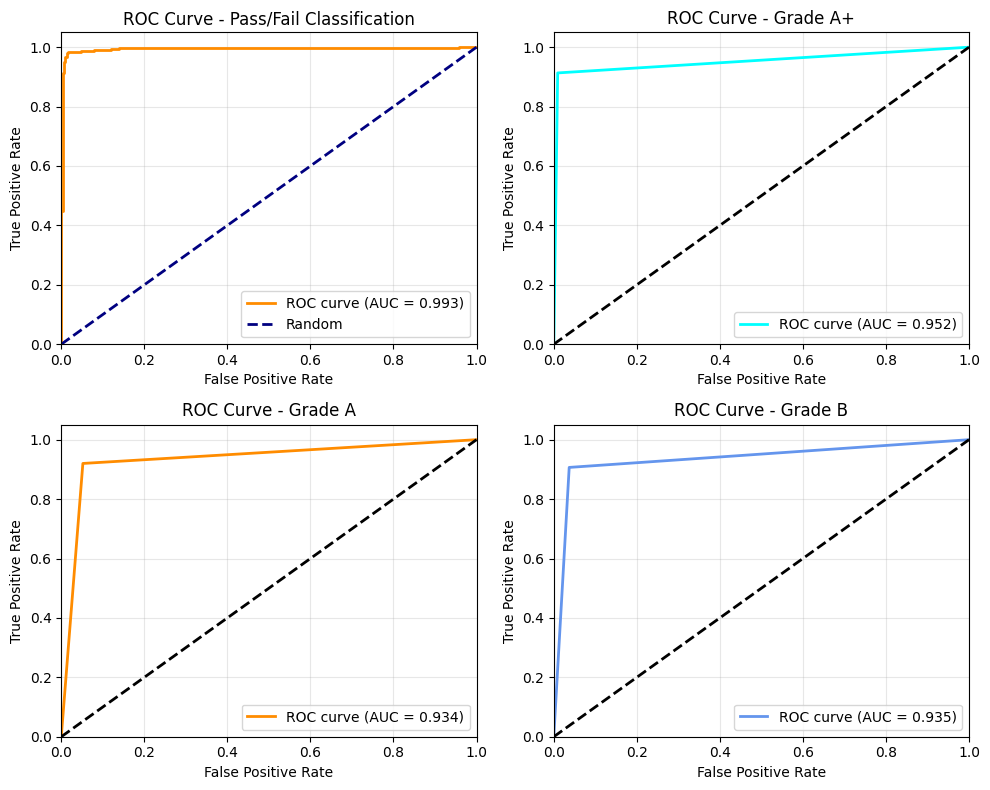 ROC Curve - Pass/Fail Classification
1.0
0.8
0.6
0.4
0.2
0.0
True Positive Rate
ROC curve (AUC = 0.993)
Random
0.0 0.2 0.4 0.6 0.8 1.0
False Positive Rate
ROC Curve - Grade A+
1.0
0.8
0.6
0.4
0.2
0.0
True Positive Rate
ROC curve (AUC = 0.952)
0.0 0.2 0.4 0.6 0.8 1.0
False Positive Rate
ROC Curve - Grade A
1.0
0.8
0.6
0.4
0.2
0.0
True Positive Rate
ROC curve (AUC = 0.934)
0.0 0.2 0.4 0.6 0.8 1.0
False Positive Rate
ROC Curve - Grade B
1.0
0.8
0.6
0.4
0.2
0.0
True Positive Rate
ROC curve (AUC = 0.935)
0.0 0.2 0.4 0.6 0.8 1.0
False Positive Rate